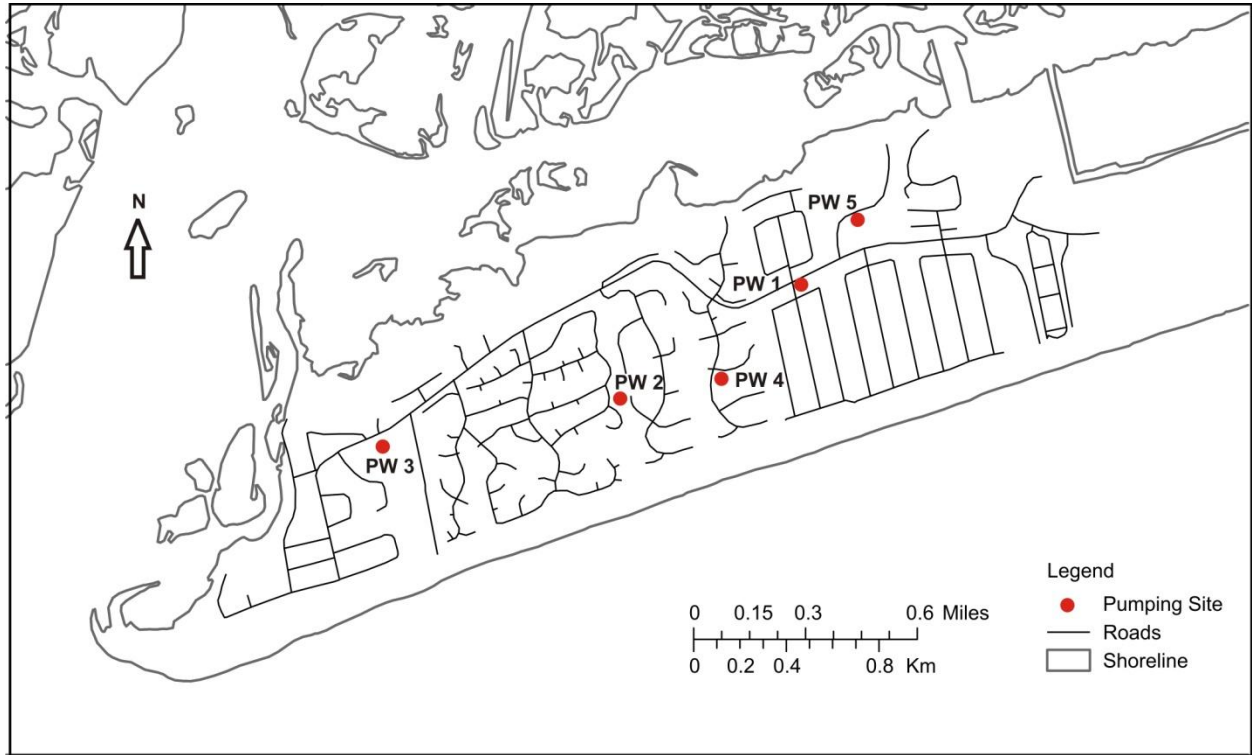 N
PW 5
PW 1
PW 2
PW 4
PW 3
Legend
Pumping Site
Roads
Shoreline
0 0.15 0.3 0.6 Miles
0 0.2 0.4 0.8 Km